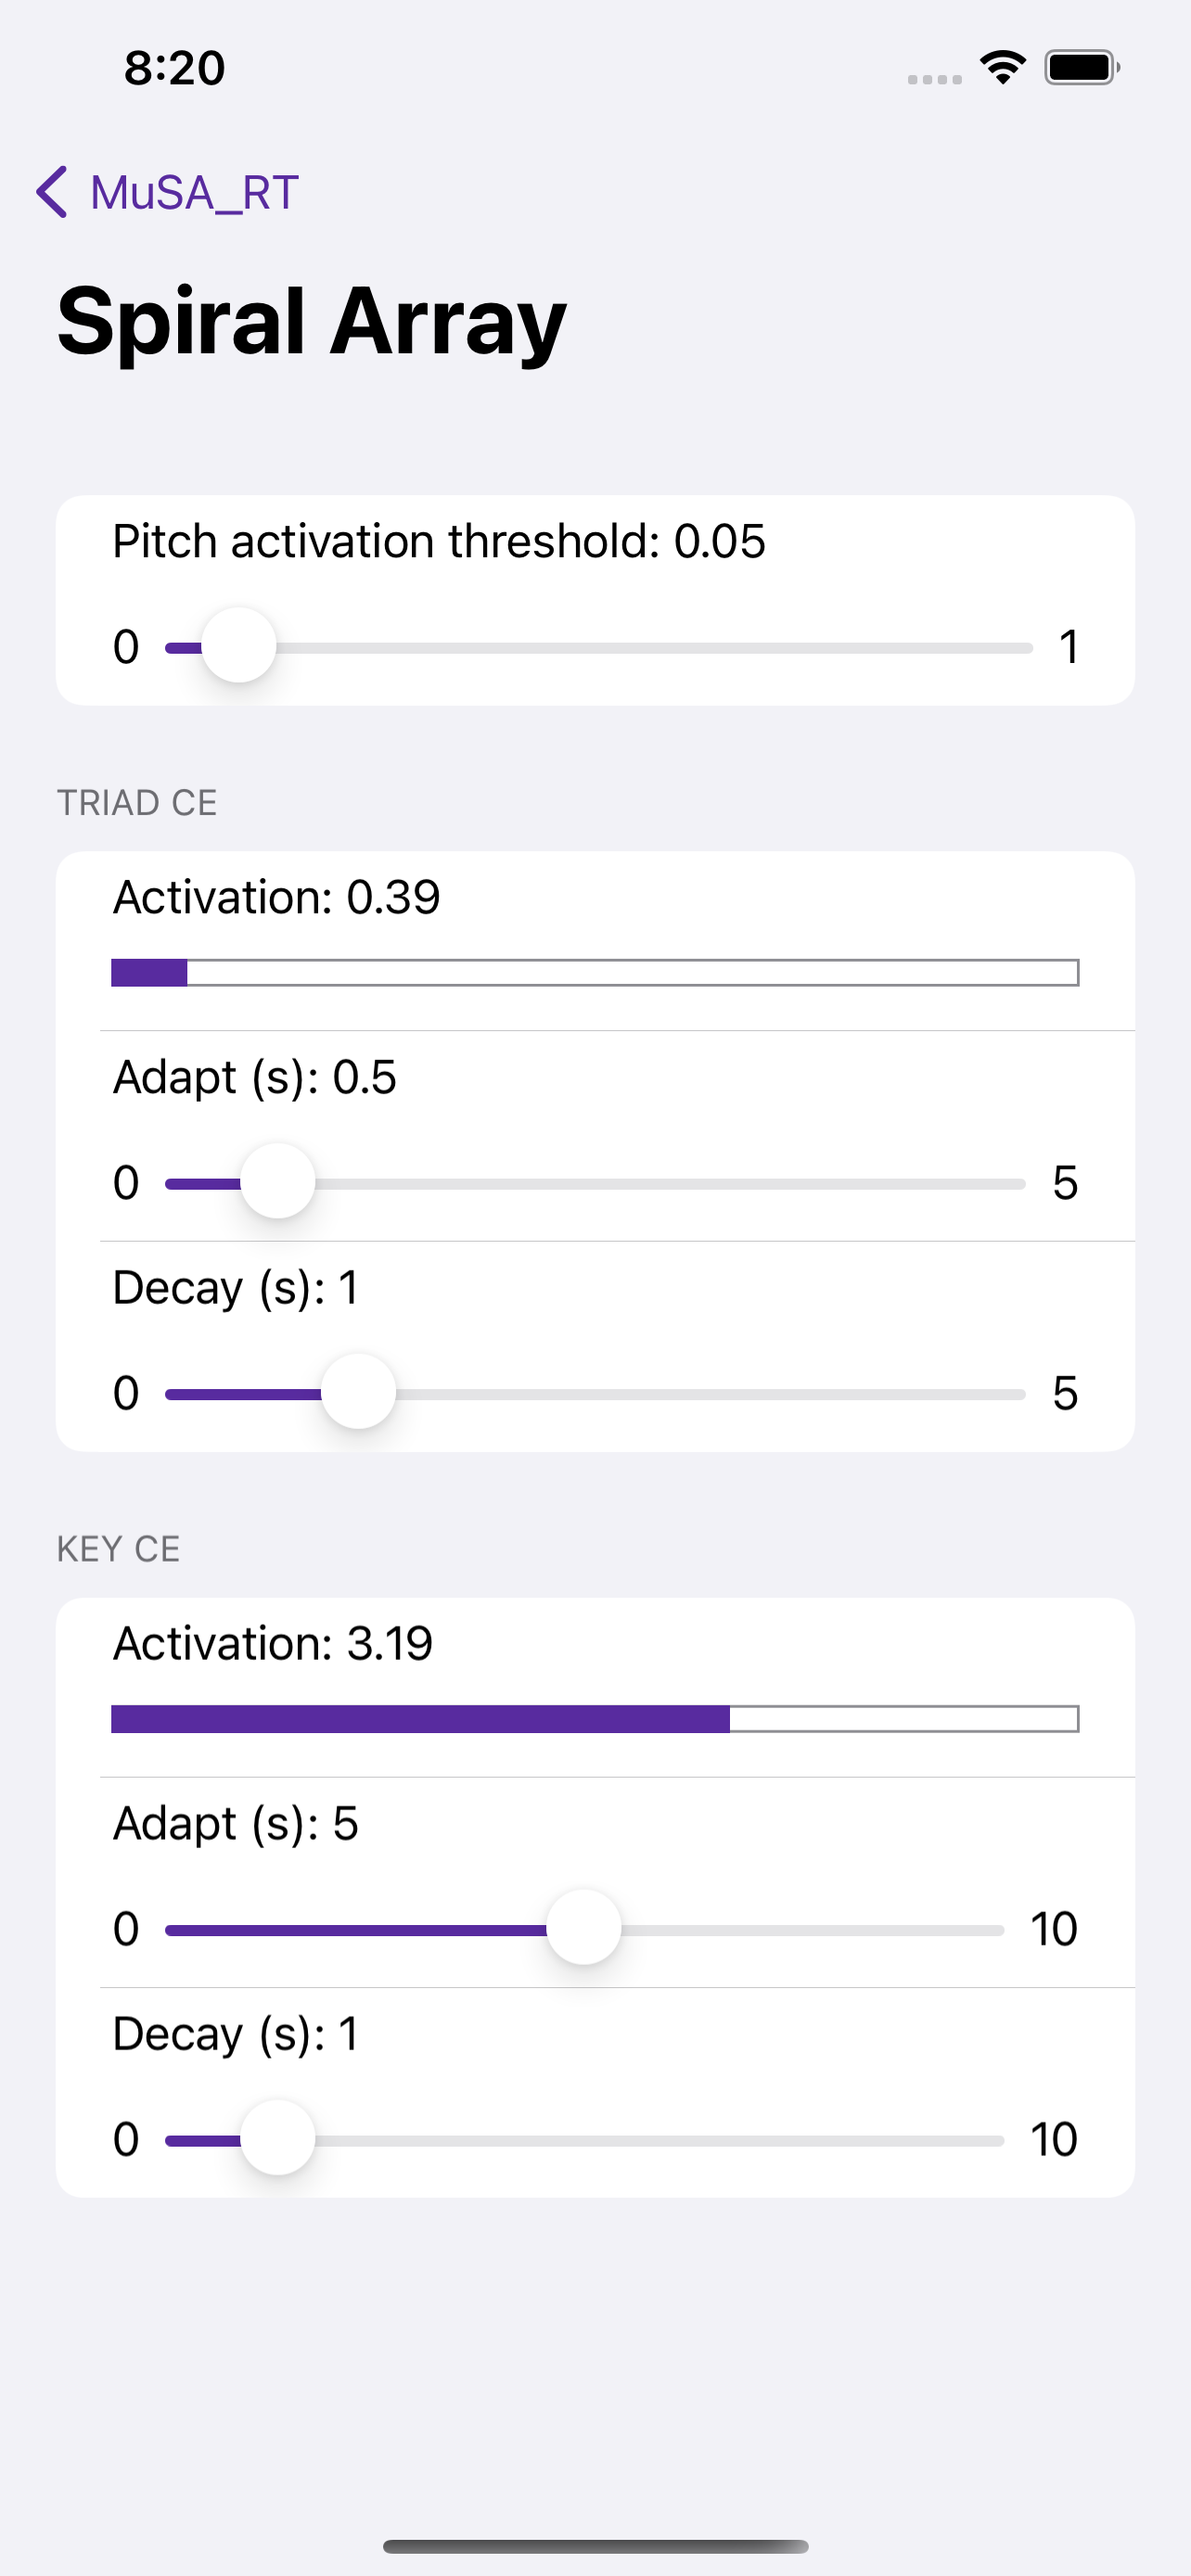 8:20
MuSA_RT
Spiral Array
Pitch activation threshold: 0.05
0 1
TRIAD CE
Activation: 0.39
Adapt (s): 0.5
0 5
Decay (s): 1
0 5
KEY CE
Activation: 3.19
Adapt (s): 5
0 10
Decay (s): 1
0 10